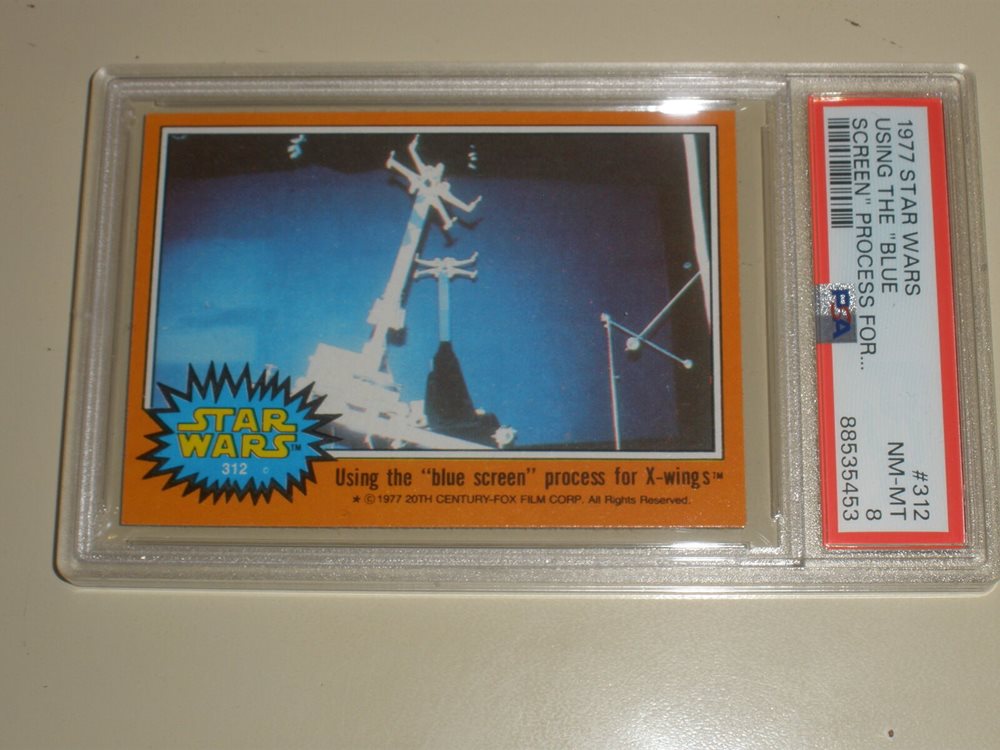 STAR
WARS™
312
Using the “blue screen” process for X-wings™
★ © 1977 20TH CENTURY-FOX FILM CORP. All Rights Reserved.
1977 STAR WARS #312
USING THE "BLUE NM-MT
SCREEN" PROCESS FOR... 8
PSA 88535453